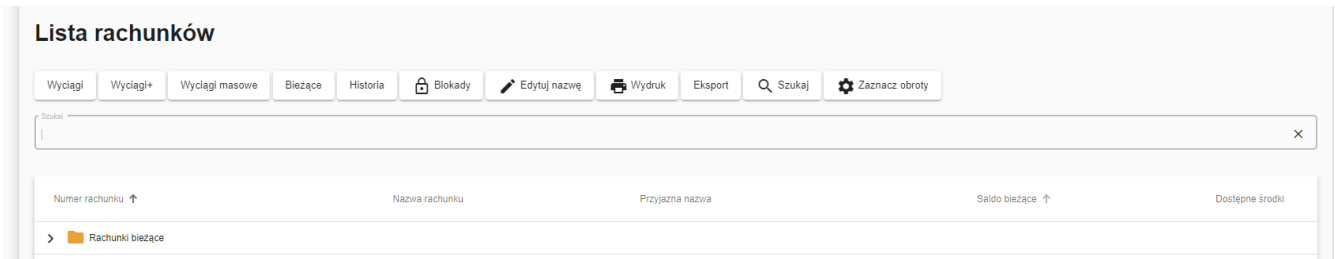 Lista rachunków
Wyciągi Wyciągi+ Wyciągi masowe Bieżące Historia Blokady Edytuj nazwę Wydruk Eksport Szukaj Zaznacz obroty
Szukaj
Numer rachunku Nazwa rachunku Przyjazna nazwa Saldo bieżące Dostępne środki
Rachunki bieżące